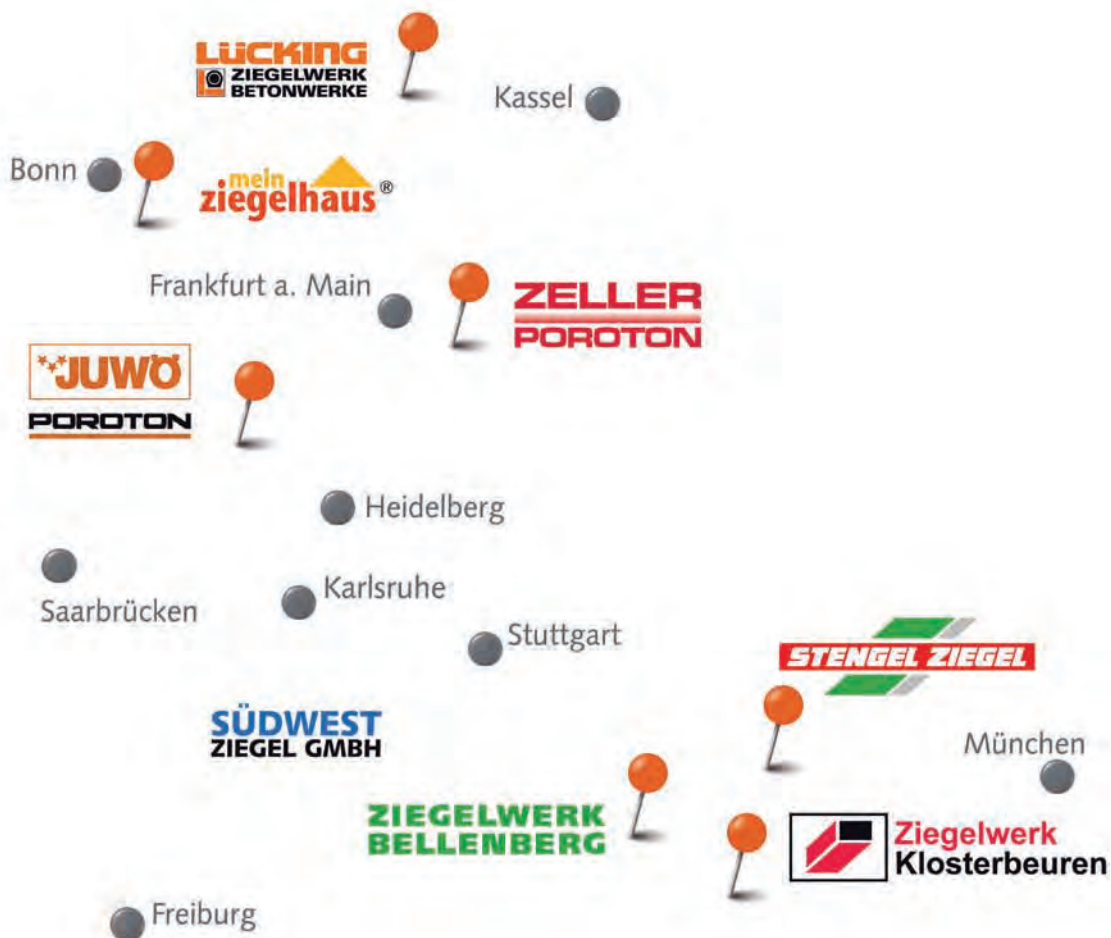 LÜCKING
ZIEGELWERK
BETONWERKE
Kassel
Bonn
mein
ziegelhaus®
Frankfurt a. Main
ZELLER
POROTON
JUWÖ
POROTON
Heidelberg
Saarbrücken
Karlsruhe
Stuttgart
STENGEL ZIEGEL
SÜDWEST
ZIEGEL GMBH
München
ZIEGELWERK
BELLENBERG
Ziegelwerk
Klosterbeuren
Freiburg